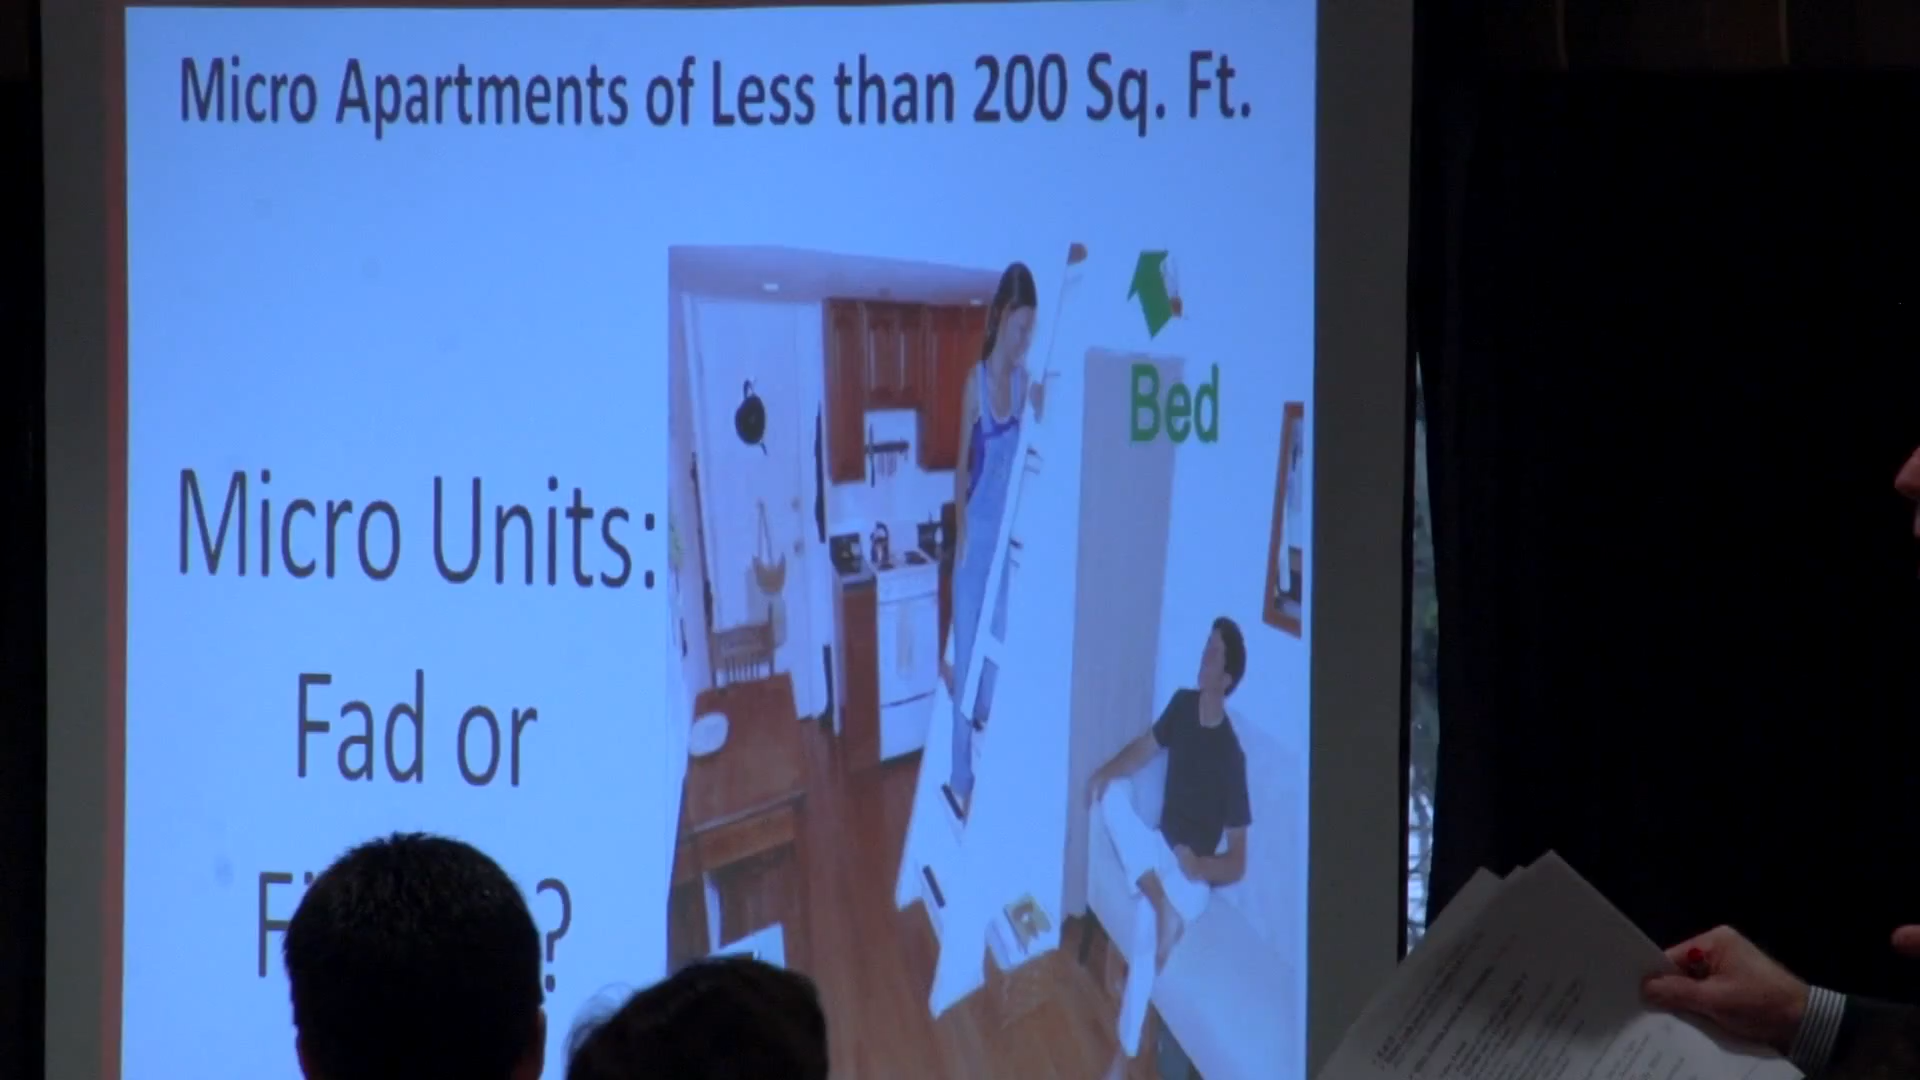 Micro Apartments of Less than 200 Sq. Ft.
Bed
Micro Units:
Fad or
?